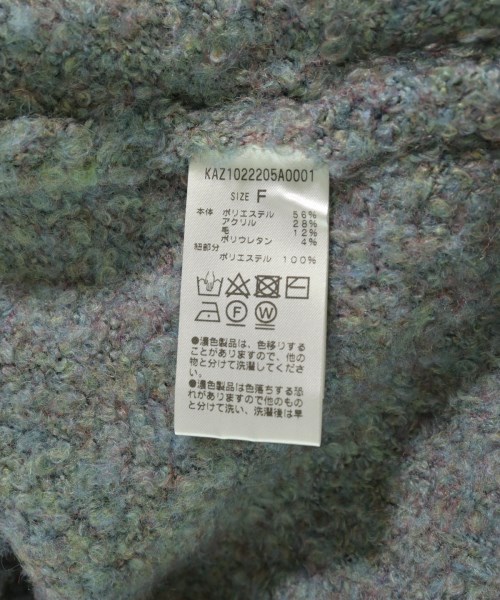 KAZ1022205A0001
SIZE F
本体 ポリエステル 56%
アクリル 28%
毛 12%
ポリウレタン 4%
紐部分
ポリエステル 100%
F W
●濃色製品は、色移りする
ことがありますので、他の
物と分けて洗濯してくださ
い。
●濃色製品は色落ちする恐
れがありますので他のもの
と分けて洗い、洗濯後は早